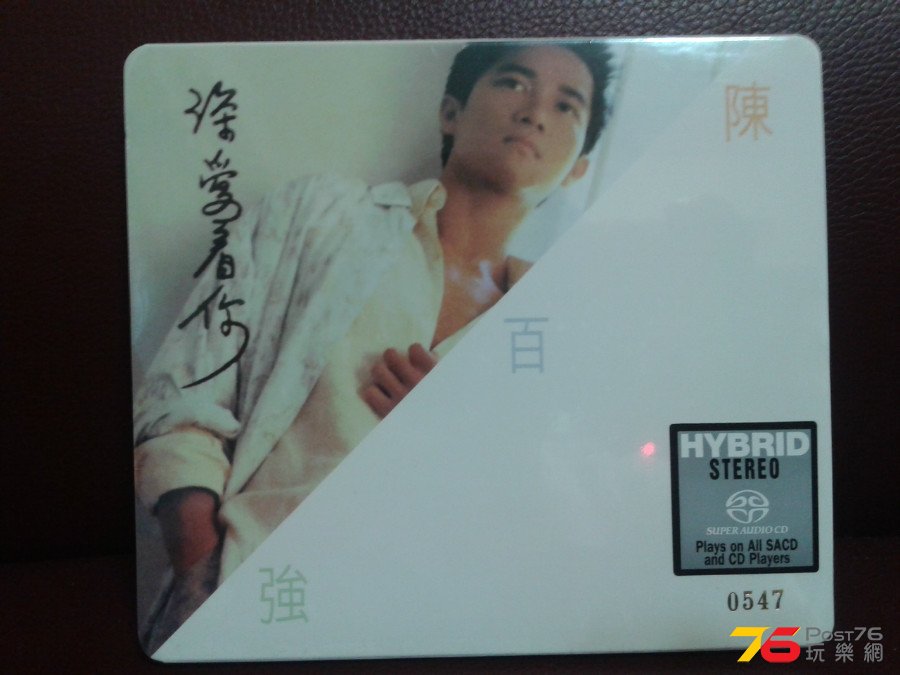 深愛着你
陳
百
強
HYBRID
STEREO
SUPER AUDIO CD
Plays on All SACD
and CD Players
0547
76 POST76
玩樂網